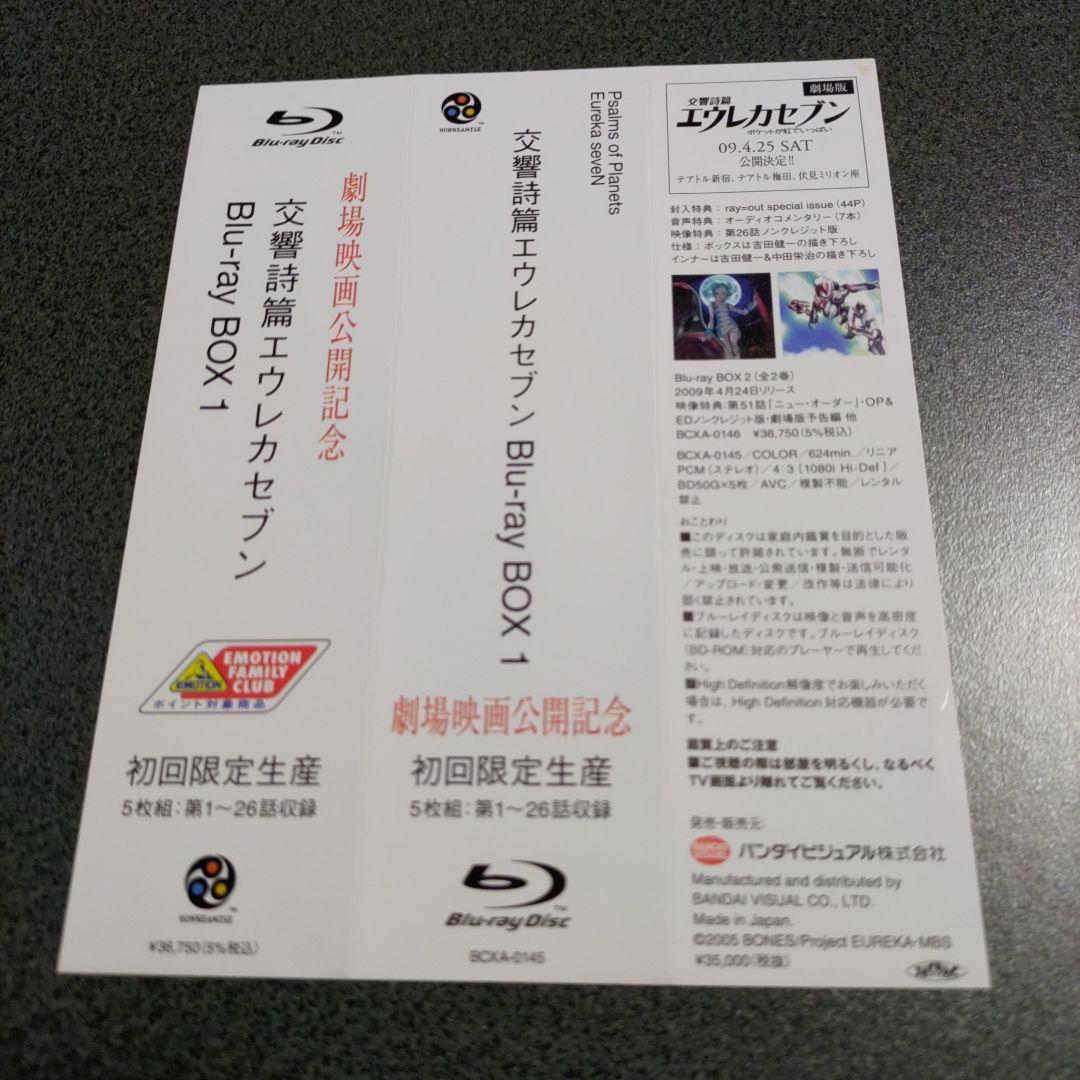 Blu-ray Disc
TM
劇場映画公開記念
交響詩篇エウレカセブン
Blu-ray BOX 1
EMOTION
EMOTION
FAMILY
CLUB
ポイント対象商品
初回限定生産
5枚組:第1〜26話収録
HONNEAMISE
¥36,750(5%税込)
HONNEAMISE
Psalms of Planets
Eureka seveN
交響詩篇エウレカセブン Blu-ray BOX 1
劇場映画公開記念
初回限定生産
5枚組:第1〜26話収録
Blu-ray Disc
TM
BCXA-0145
劇場版
交響詩篇
エウレカセブン
ポケットが虹でいっぱい
09.4.25 SAT
公開決定!!
テアトル新宿、テアトル梅田、伏見ミリオン座
封入特典:ray=out special issue(44P)
音声特典:オーディオコメンタリー(7本)
映像特典:第26話ノンクレジット版
仕様:ボックスは吉田健一の描き下ろし
インナーは吉田健一&中田栄治の描き下ろし
Blu-ray BOX 2(全2巻)
2009年4月24日リリース
映像特典:第51話「ニュー・オーダー」・OP&
EDノンクレジット版・劇場版予告編 他
BCXA-0146 ¥36,750(5%税込)
BCXA-0145/COLOR/624min./リニア
PCM(ステレオ)/4:3[1080i Hi-Def]/
BD50G×5枚/AVC/複製不能/レンタル
禁止
おことわり
■このディスクは家庭内鑑賞を目的とした販
売に限って許諾されています。無断でレンタ
ル・上映・放送・公衆送信・複製・送信可能化
/アップロード・変更/改作等は法律により
固く禁止されています。
■ブルーレイディスクは映像と音声を高密度
に記録したディスクです。ブルーレイディスク
(BD-ROM)対応のプレーヤーで再生してくだ
さい。
■High Definition解像度でお楽しみいただく
場合は、High Definition対応機器が必要で
す。
鑑賞上のご注意
■ご視聴の際は部屋を明るくし、なるべく
TV画面より離れてご覧ください。
発売・販売元:
BANDAI
VISUAL
バンダイビジュアル株式会社
Manufactured and distributed by
BANDAI VISUAL CO., LTD.
Made in Japan.
©2005 BONES/Project EUREKA・MBS
¥35,000(税抜)